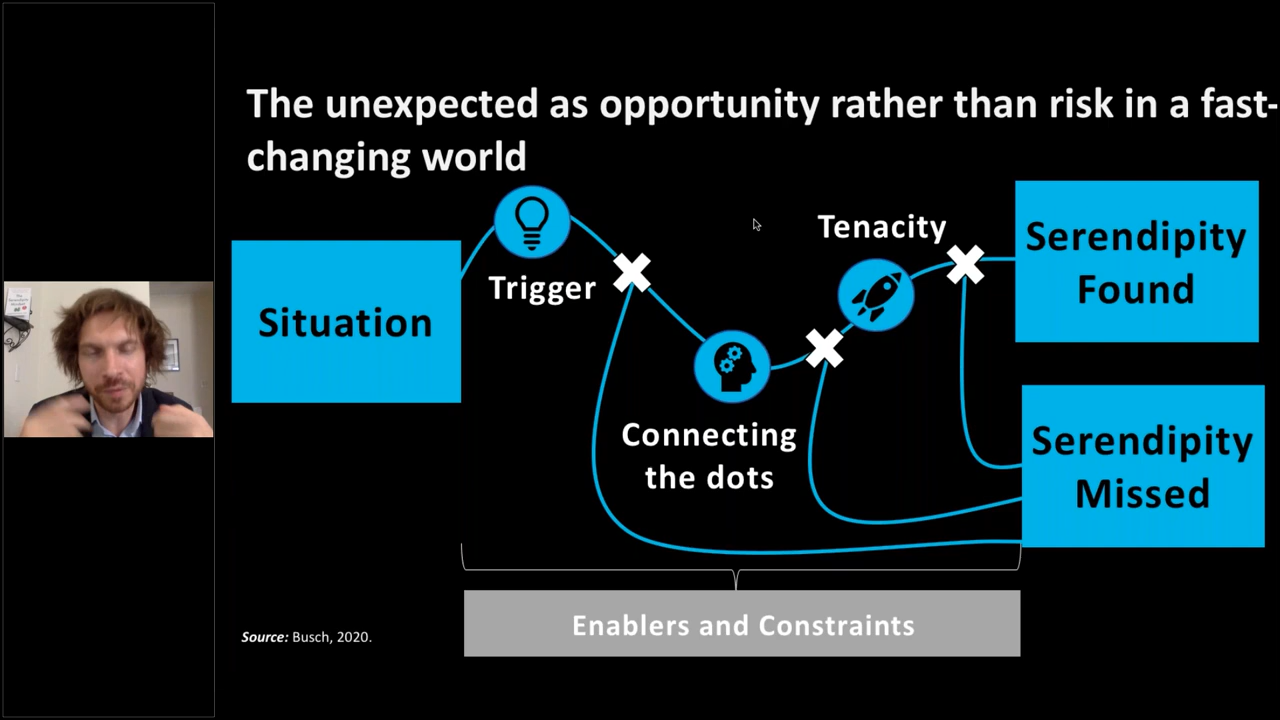 The unexpected as opportunity rather than risk in a fast-
changing world
Situation
Trigger
Connecting
the dots
Tenacity
Serendipity
Found
Serendipity
Missed
Enablers and Constraints
Source: Busch, 2020.